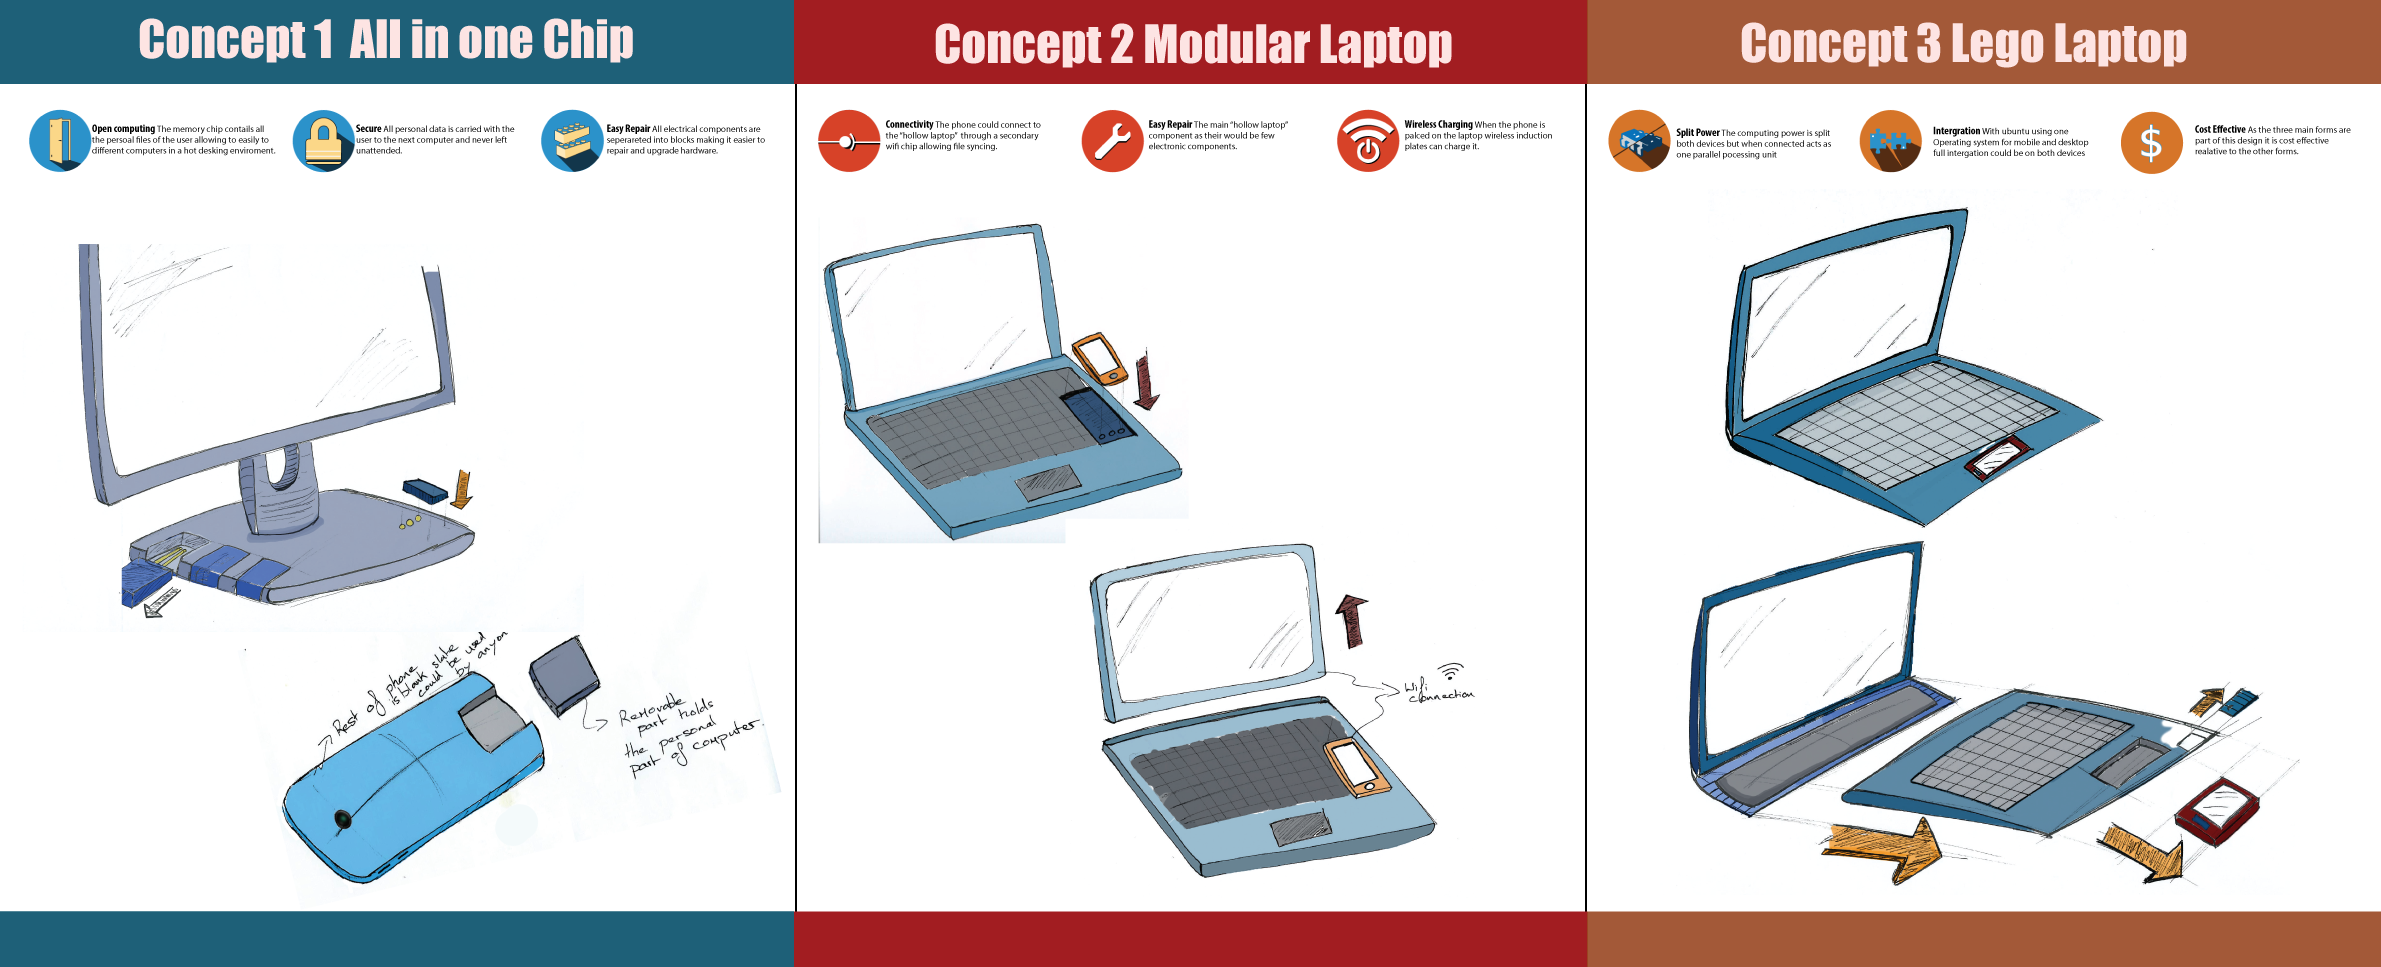 Concept 1  All in one Chip
Open computing The memory chip contails all
the persoal files of the user allowing to easily to
different computers in a hot desking enviroment.
Secure All personal data is carried with the
user to the next computer and never left
unattended.
Easy Repair All electrical components are
seperareted into blocks making it easier to
repair and upgrade hardware.
Rest of phone
is blank slate
could be used
by anyon
Removable
part holds
the personal
part of computer.
Concept 2 Modular Laptop
Connectivity The phone could connect to
the "hollow laptop"  through a secondary
wifi chip allowing file syncing.
Easy Repair The main "hollow laptop"
component as their would be few
electronic components.
Wireless Charging When the phone is
palced on the laptop wireless induction
plates can charge it.
Wifi
connection
Concept 3 Lego Laptop
Split Power The computing power is split
both devices but when connected acts as
one parallel pocessing unit
Intergration With ubuntu using one
Operating system for mobile and desktop
full intergation could be on both devices
$
Cost Effective As the three main forms are
part of this design it is cost effective
realative to the other forms.